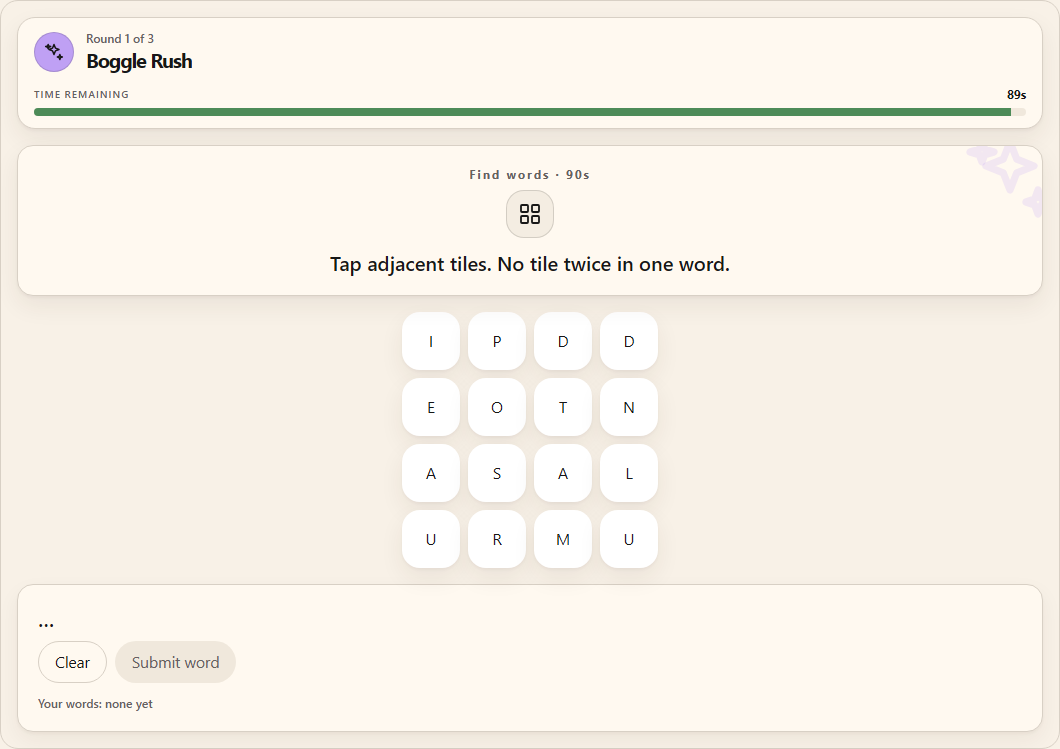 Round 1 of 3
Boggle Rush
TIME REMAINING 89s
Find words · 90s
Tap adjacent tiles. No tile twice in one word.
I P D D
E O T N
A S A L
U R M U
...
Clear Submit word
Your words: none yet